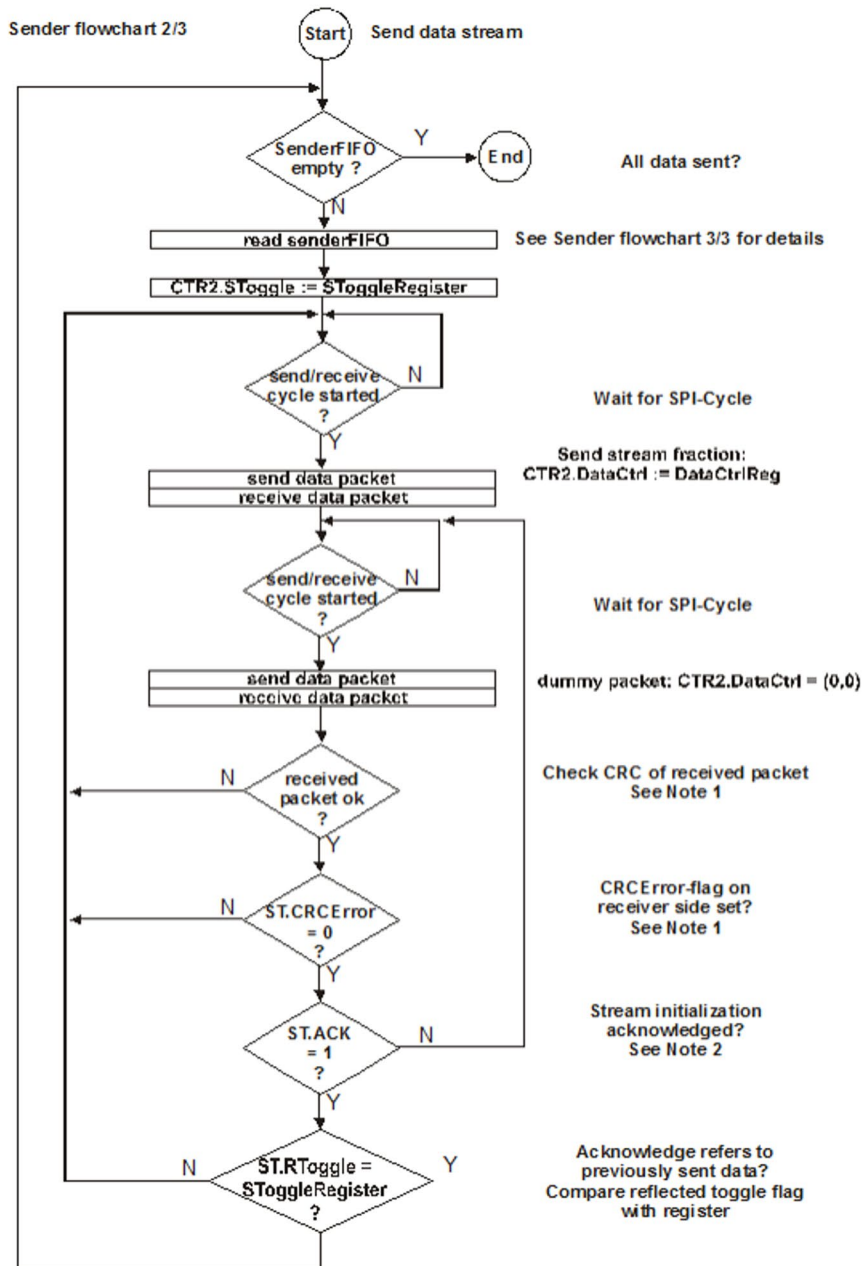 Sender flowchart 2/3
Start
Send data stream
SenderFIFO
empty ?
Y
End
All data sent?
N
read senderFIFO
See Sender flowchart 3/3 for details
CTR2.SToggle := SToggleRegister
send/receive
cycle started
?
N
Wait for SPI-Cycle
Y
Send stream fraction:
CTR2.DataCtrl := DataCtrlReg
send data packet
receive data packet
send/receive
cycle started
?
N
Wait for SPI-Cycle
Y
send data packet
receive data packet
dummy packet: CTR2.DataCtrl = (0,0)
N
received
packet ok
?
Check CRC of received packet
See Note 1
Y
N
ST.CRCError
= 0
?
CRCError-flag on
receiver side set?
See Note 1
Y
ST.ACK
= 1
?
N
Stream initialization
acknowledged?
See Note 2
Y
N
ST.RToggle =
SToggleRegister
?
Y
Acknowledge refers to
previously sent data?
Compare reflected toggle flag
with register